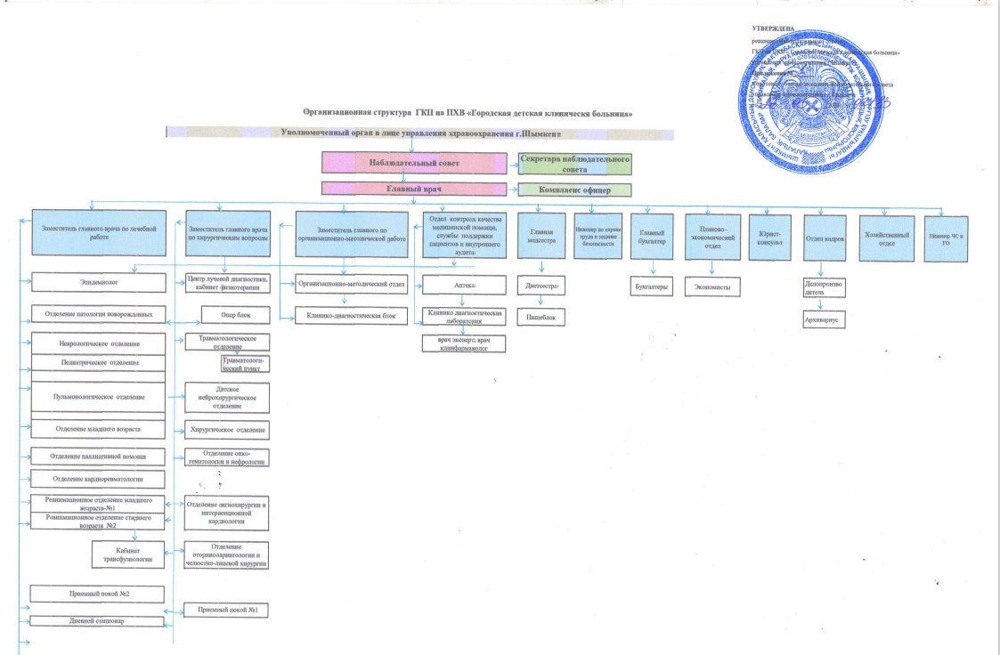 УТВЕРЖДЕНА
Организационная структура ГКП на ПХВ «Городская детская клинически больница»
Уполномоченный орган в лице управления здравоохранения г.Шымкент
Наблюдательный совет
Секретарь наблюдательного
совета
Главный врач
Комплаенс офицер
Заместитель главного врача по лечебной
работе
Заместитель главного врача
по хирургическим вопросам
Заместитель главного по
организационно-методической работе
Отдел контроль качества
медицинской помощи,
службы поддержки
пациентов и внутреннего
аудита
Главная
медсестра
Инженер по охране
труда и технике
безопасности
Главный
бухгалтер
Планово-
экономический
отдел
Юрист-
консульт
Отдел кадров
Хозяйственный
отдел
Инженер ЧС и
ГО
Эпидемиолог
Центр лучевой диагностики,
кабинет физиотерапии
Организационно-методический отдел
Аптека
Диетсестра
Бухгалтеры
Экономисты
Делопроизво
дитель
Отделение патологии новорожденных
Опер блок
Клинико-диагностическая блок
Клинико диагностическая
лаборатория
Пищеблок
Архивариус
Неврологическое отделение
Травматологическое
отделение
врач эксперт, врач
клинфармаколог
Педиатрическое отделение
Травматологи-
ческий пункт
Пульмонологическое отделение
Детское
нейрохирургическое
отделение
Отделение младшего возраста
Хирургическое отделение
Отделение паллиативной помощи
Отделение онко-
гематологии и нефрологии
Отделение кардиоревматологии
Реанимационное отделение младшего
возраста-№1
Реанимационное отделение старшего
возраста №2
Отделение ангиохирургии и
интервенционной
кардиологии
Кабинет
трансфузиологии
Отделение
оториноларингологии и
челюстно-лицевой хирургии
Приемный покой №2
Приемный покой №1
Дневной стационар